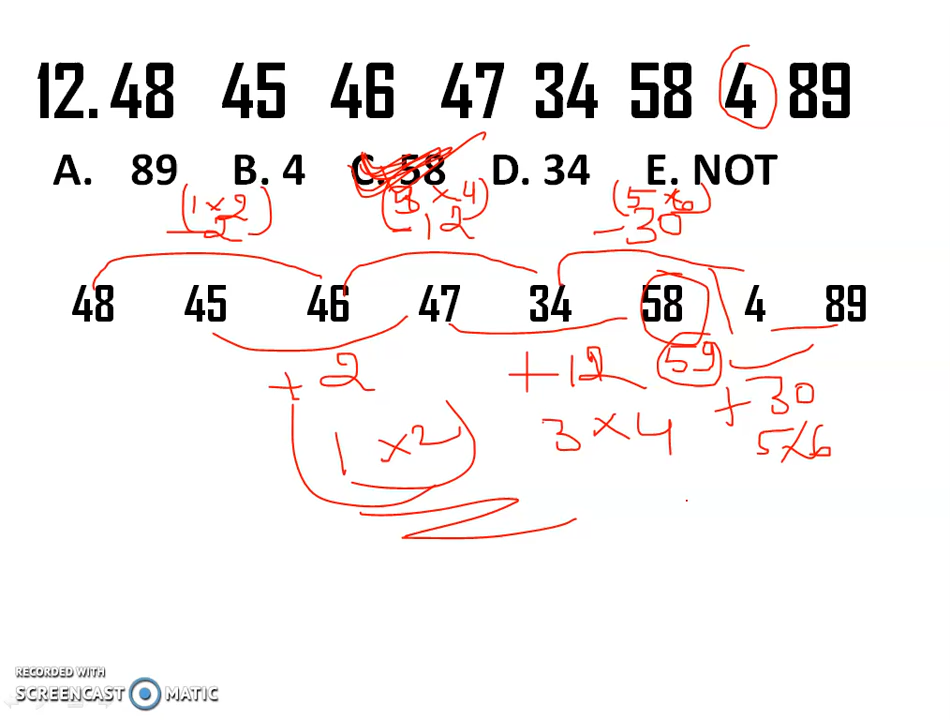 12. 48 45 46 47 34 58 4 89
A. 89 B. 4 C. 58 D. 34 E. NOT
(1 x 2) (3 x 4) (5 x 6)
-2 -12 -30
48 45 46 47 34 58 4 89
+2 +12 59 +30
1 x 2 3 x 4 5 x 6
RECORDED WITH
SCREENCAST MATIC